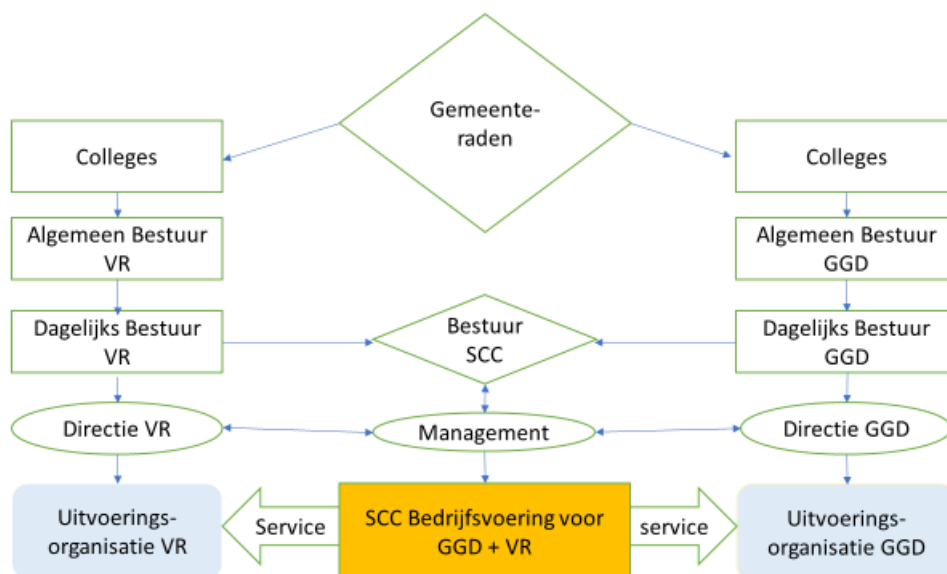 Gemeente-
raden
Colleges
Colleges
Algemeen Bestuur
VR
Algemeen Bestuur
GGD
Dagelijks Bestuur
VR
Bestuur
SCC
Dagelijks Bestuur
GGD
Directie VR
Management
Directie GGD
Uitvoerings-
organisatie VR
Service
SCC Bedrijfsvoering voor
GGD + VR
service
Uitvoerings-
organisatie GGD